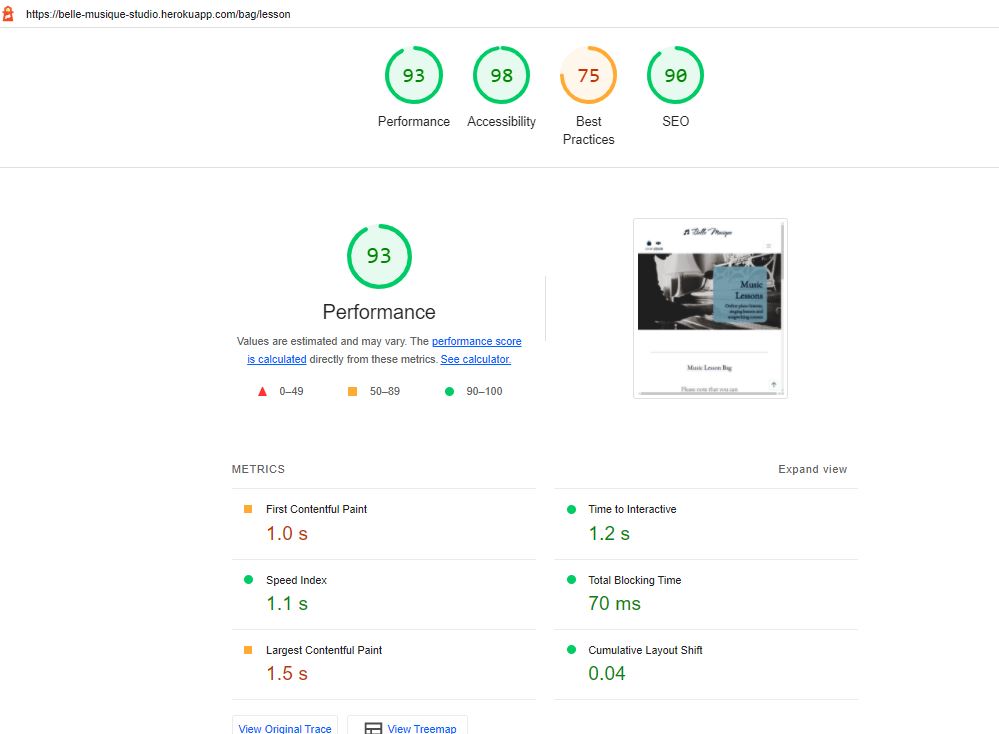 https://belle-musique-studio.herokuapp.com/bag/lesson
93
98
75
90
Performance
Accessibility
Best
Practices
SEO
93
Performance
Values are estimated and may vary. The performance score
is calculated directly from these metrics. See calculator.
0–49
50–89
90–100
Belle Musique
Music
Lessons
Online piano lessons,
singing lessons and
songwriting lessons
Music Lesson Bag
Please note that you can
METRICS
Expand view
First Contentful Paint
1.0 s
Time to Interactive
1.2 s
Speed Index
1.1 s
Total Blocking Time
70 ms
Largest Contentful Paint
1.5 s
Cumulative Layout Shift
0.04
View Original Trace
View Treemap